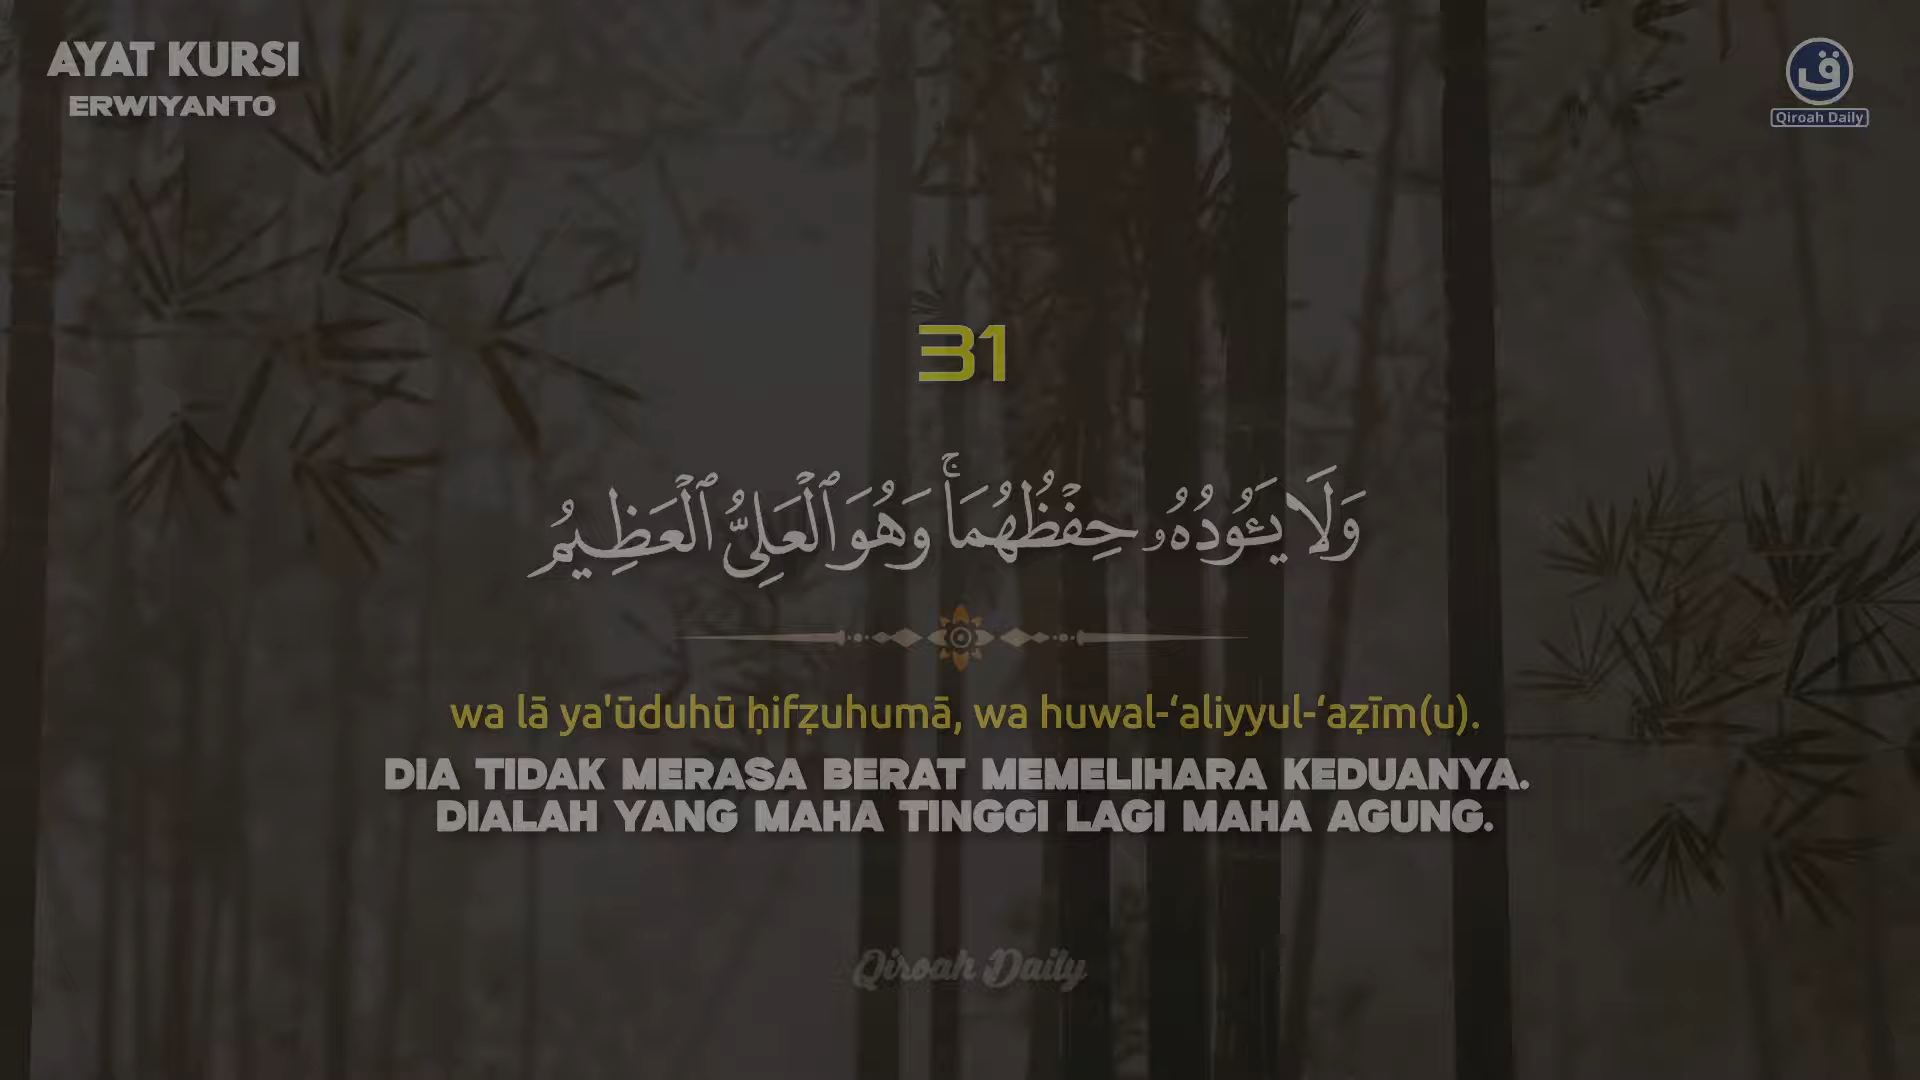 AYAT KURSI
ERWIYANTO
ق
Qiroah Daily
31
وَلَا يَـُٔودُهُۥ حِفْظُهُمَا ۚ وَهُوَ ٱلْعَلِىُّ ٱلْعَظِيمُ
wa lā ya'ūduhū ḥifẓuhumā, wa huwal-‘aliyyul-‘aẓīm(u).
DIA TIDAK MERASA BERAT MEMELIHARA KEDUANYA.
DIALAH YANG MAHA TINGGI LAGI MAHA AGUNG.
Qiroah Daily